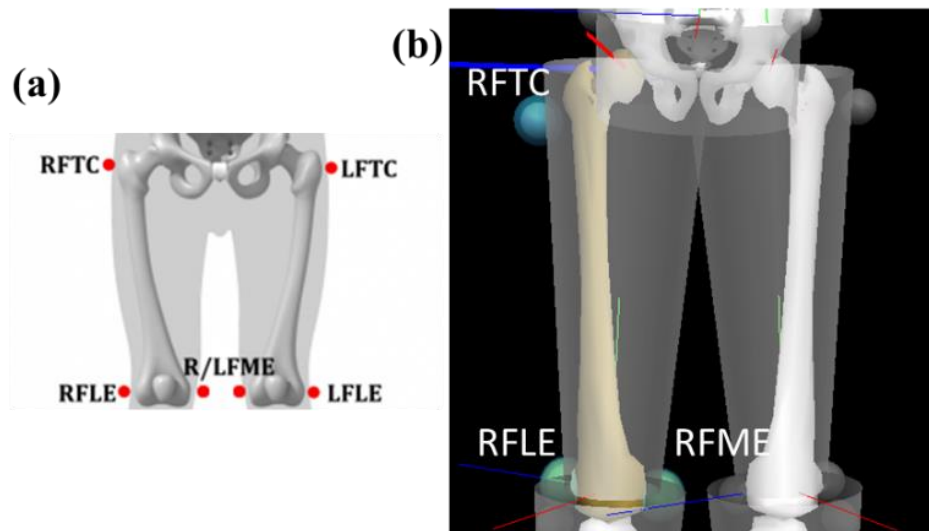 (a)
RFTC
LFTC
R/LFME
RFLE
LFLE
(b)
RFTC
RFLE
RFME